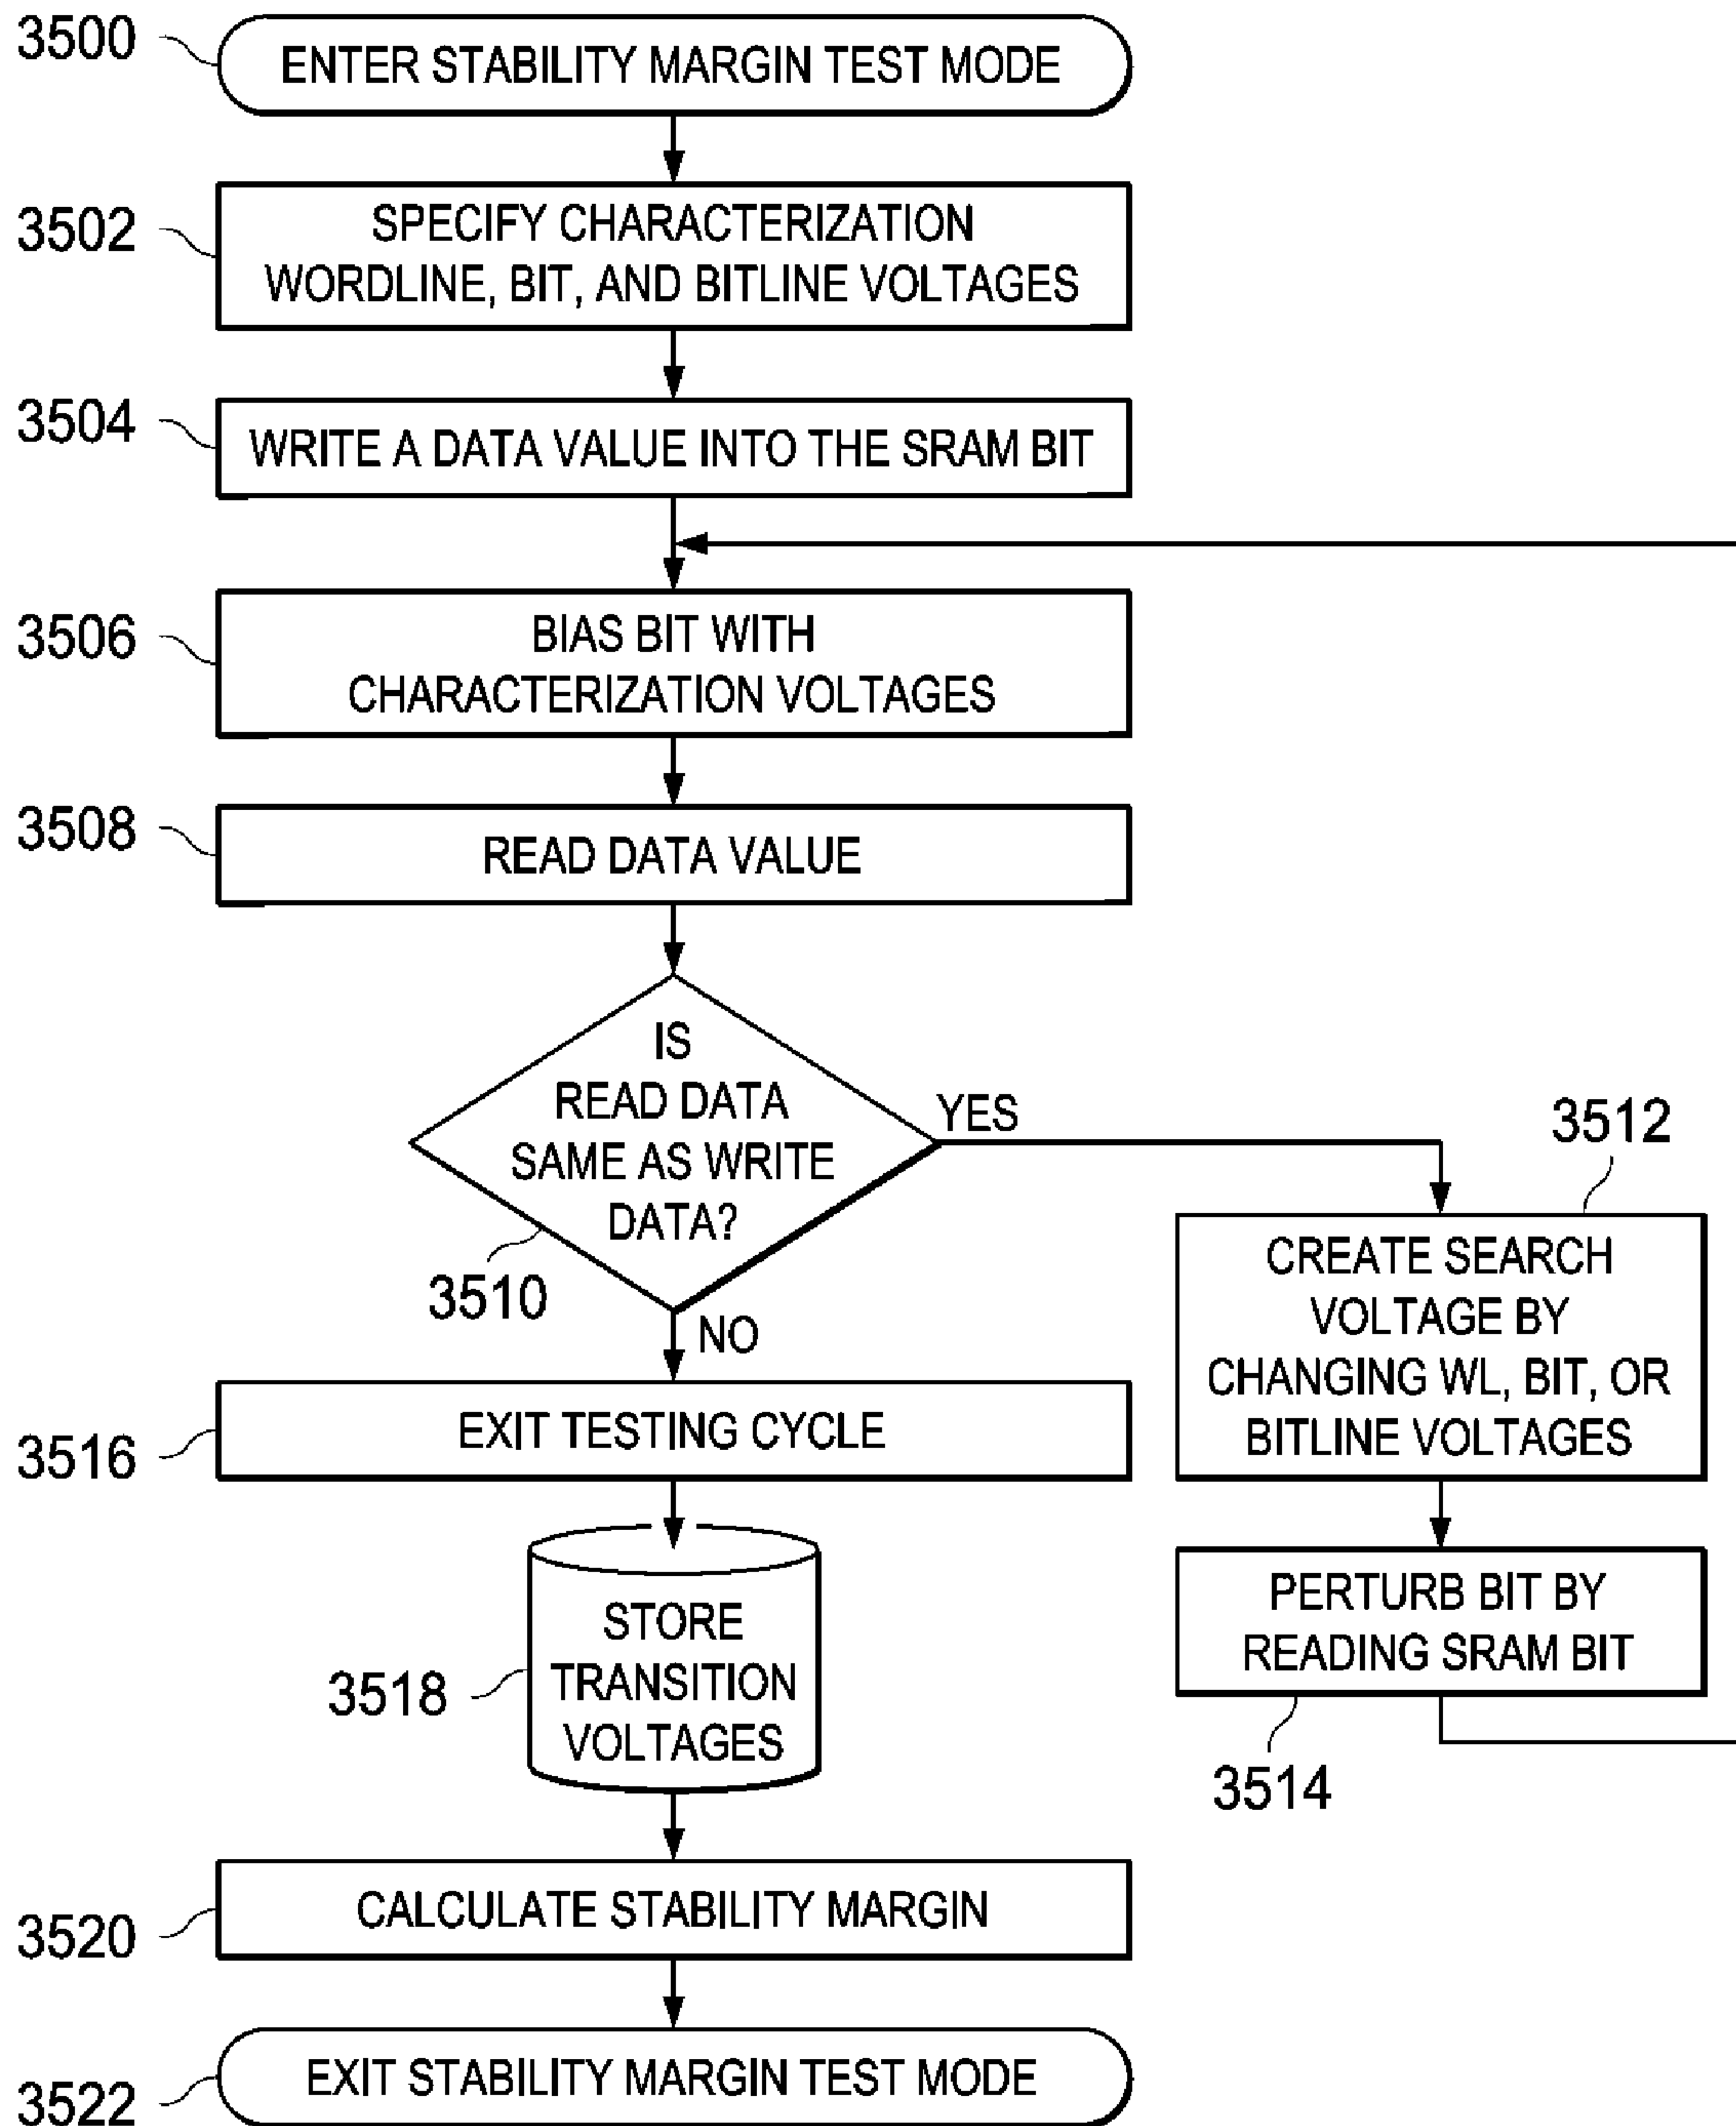 3500
ENTER STABILITY MARGIN TEST MODE
3502
SPECIFY CHARACTERIZATION
WORDLINE, BIT, AND BITLINE VOLTAGES
3504
WRITE A DATA VALUE INTO THE SRAM BIT
3506
BIAS BIT WITH
CHARACTERIZATION VOLTAGES
3508
READ DATA VALUE
IS
READ DATA
SAME AS WRITE
DATA?
3510
YES
NO
3512
CREATE SEARCH
VOLTAGE BY
CHANGING WL, BIT, OR
BITLINE VOLTAGES
PERTURB BIT BY
READING SRAM BIT
3514
3516
EXIT TESTING CYCLE
3518
STORE
TRANSITION
VOLTAGES
3520
CALCULATE STABILITY MARGIN
3522
EXIT STABILITY MARGIN TEST MODE